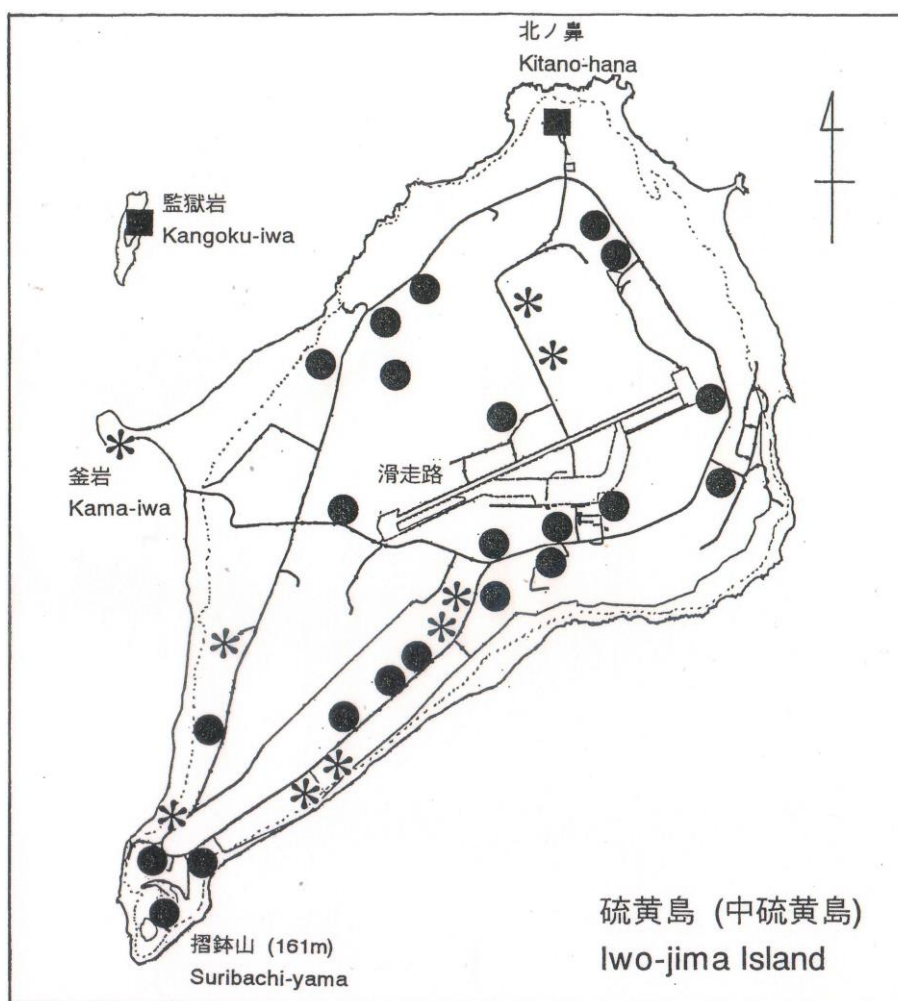 北ノ鼻
Kitano-hana
監獄岩
Kangoku-iwa
釜岩
Kama-iwa
滑走路
摺鉢山 (161m)
Suribachi-yama
硫黄島 (中硫黄島)
Iwo-jima Island